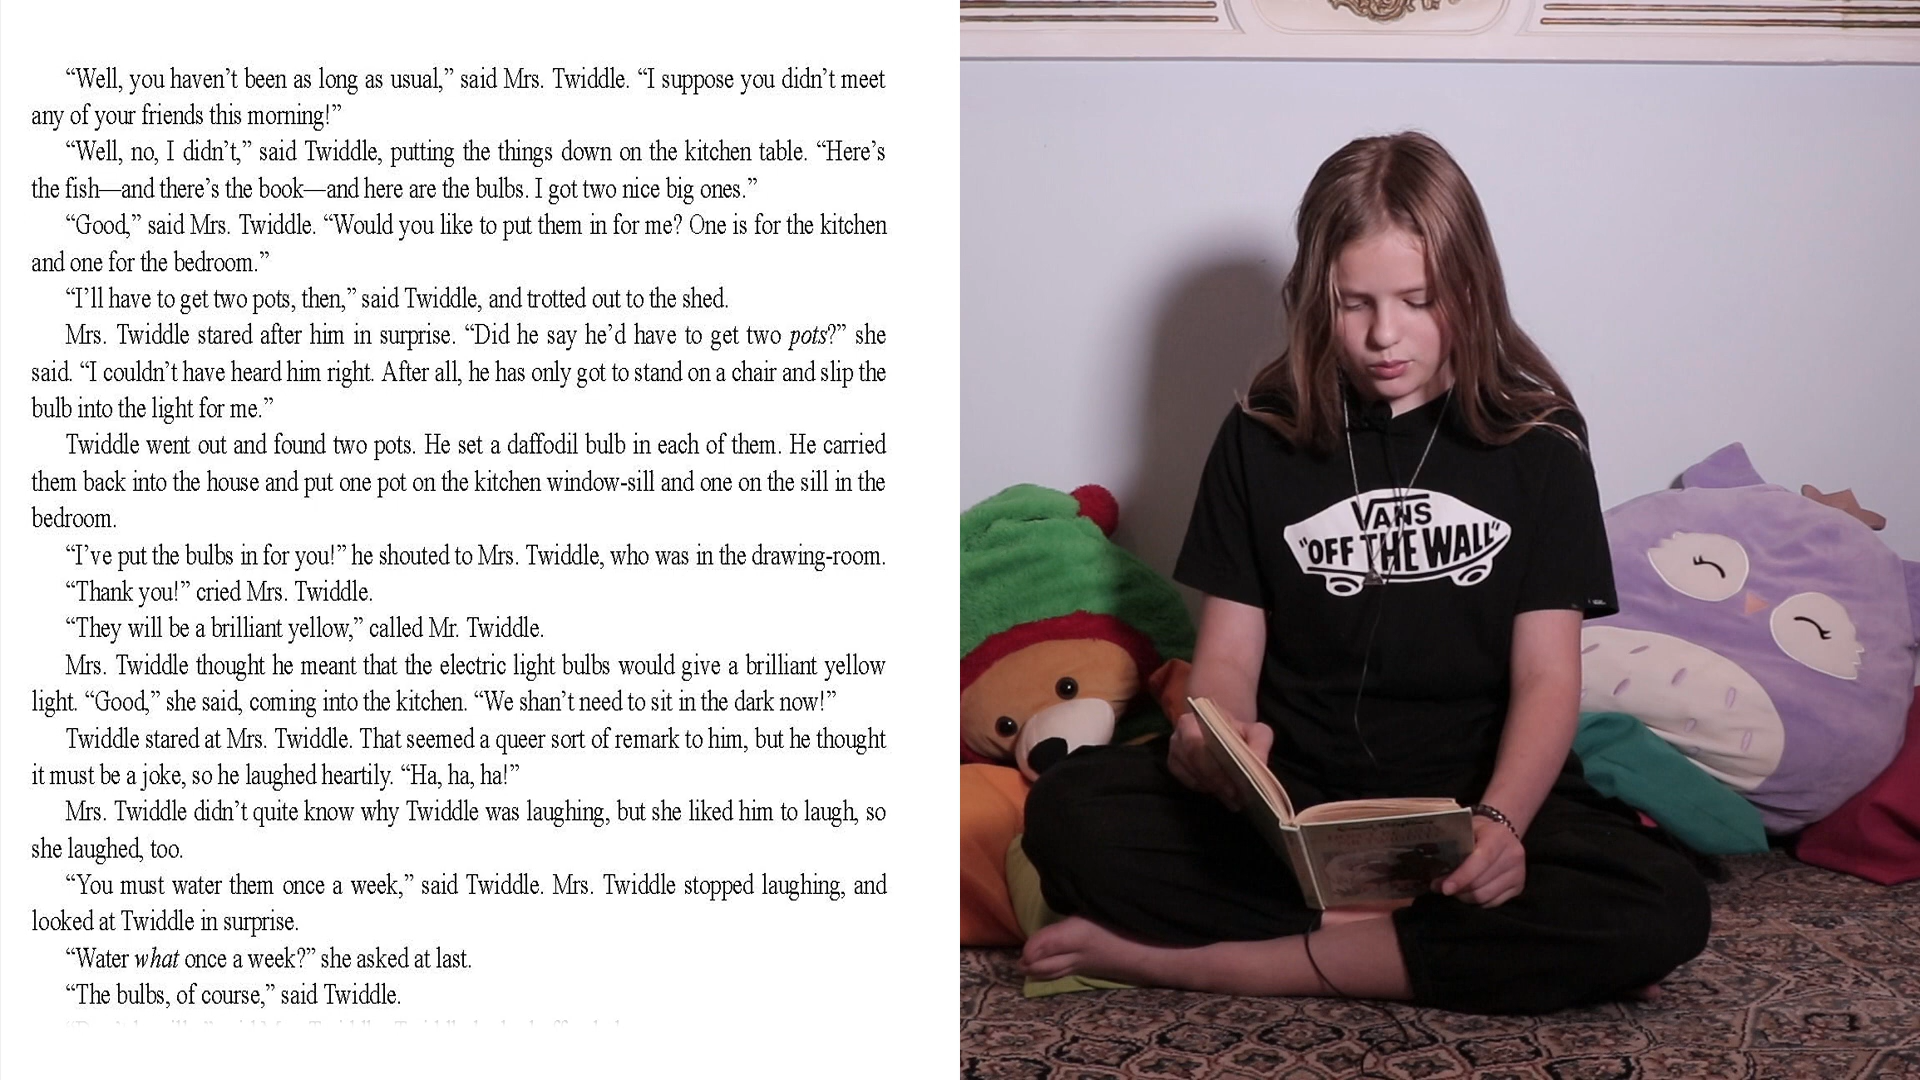 “Well, you haven’t been as long as usual,” said Mrs. Twiddle. “I suppose you didn’t meet
any of your friends this morning!”
“Well, no, I didn’t,” said Twiddle, putting the things down on the kitchen table. “Here’s
the fish—and there’s the book—and here are the bulbs. I got two nice big ones.”
“Good,” said Mrs. Twiddle. “Would you like to put them in for me? One is for the kitchen
and one for the bedroom.”
“I’ll have to get two pots, then,” said Twiddle, and trotted out to the shed.
Mrs. Twiddle stared after him in surprise. “Did he say he’d have to get two pots?” she
said. “I couldn’t have heard him right. After all, he has only got to stand on a chair and slip the
bulb into the light for me.”
Twiddle went out and found two pots. He set a daffodil bulb in each of them. He carried
them back into the house and put one pot on the kitchen window-sill and one on the sill in the
bedroom.
“I’ve put the bulbs in for you!” he shouted to Mrs. Twiddle, who was in the drawing-room.
“Thank you!” cried Mrs. Twiddle.
“They will be a brilliant yellow,” called Mr. Twiddle.
Mrs. Twiddle thought he meant that the electric light bulbs would give a brilliant yellow
light. “Good,” she said, coming into the kitchen. “We shan’t need to sit in the dark now!”
Twiddle stared at Mrs. Twiddle. That seemed a queer sort of remark to him, but he thought
it must be a joke, so he laughed heartily. “Ha, ha, ha!”
Mrs. Twiddle didn’t quite know why Twiddle was laughing, but she liked him to laugh, so
she laughed, too.
“You must water them once a week,” said Twiddle. Mrs. Twiddle stopped laughing, and
looked at Twiddle in surprise.
“Water what once a week?” she asked at last.
“The bulbs, of course,” said Twiddle.
VANS
"OFF THE WALL"